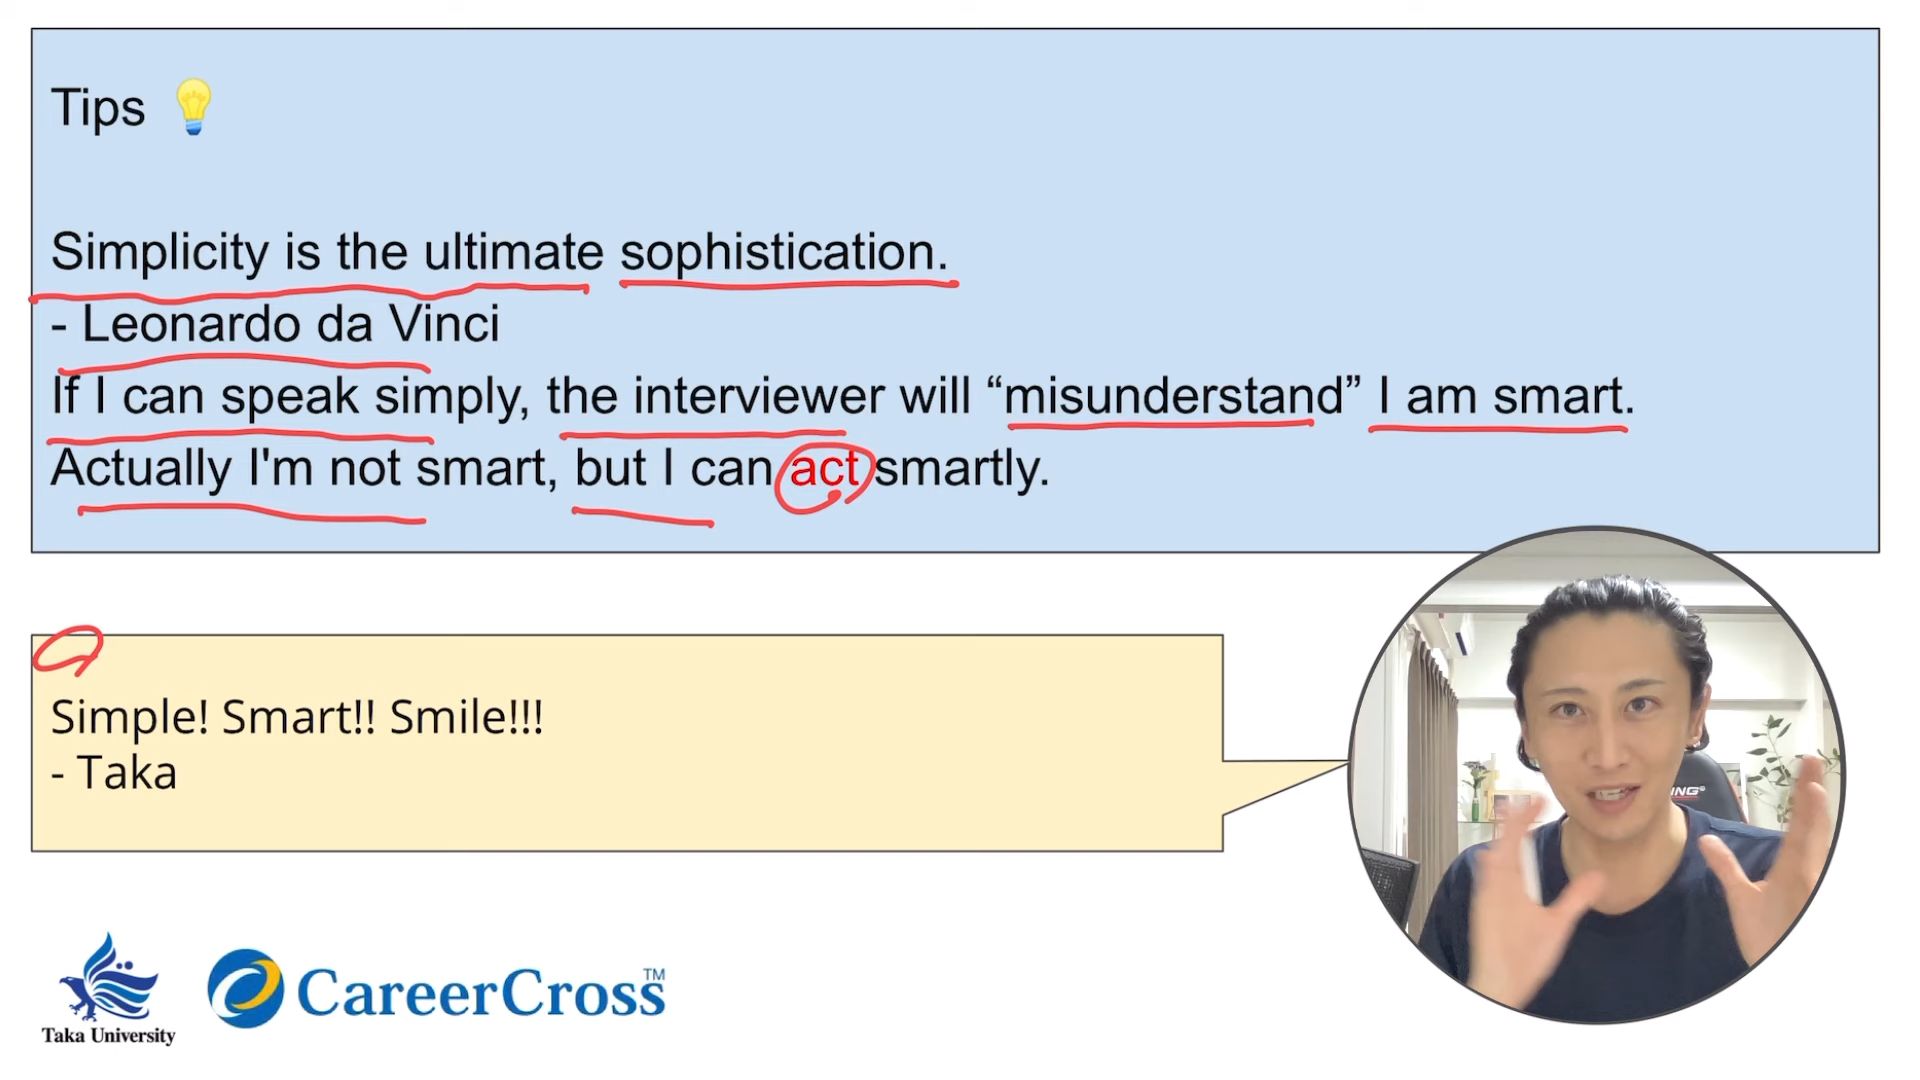 Tips 💡
Simplicity is the ultimate sophistication.
- Leonardo da Vinci
If I can speak simply, the interviewer will “misunderstand” I am smart.
Actually I'm not smart, but I can act smartly.
Simple! Smart!! Smile!!!
- Taka
ING®
Taka University
CareerCross™